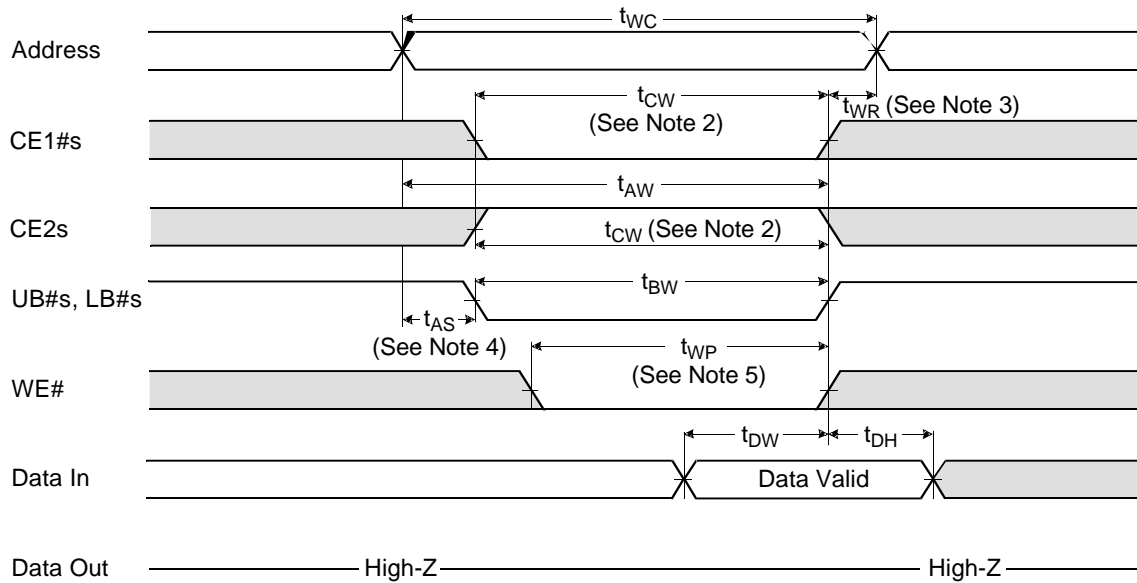 tWC
Address
tCW
(See Note 2)
tWR (See Note 3)
CE1#s
tAW
CE2s
tCW (See Note 2)
UB#s, LB#s
tBW
tAS
(See Note 4)
tWP
(See Note 5)
WE#
tDW
tDH
Data In
Data Valid
Data Out
High-Z
High-Z